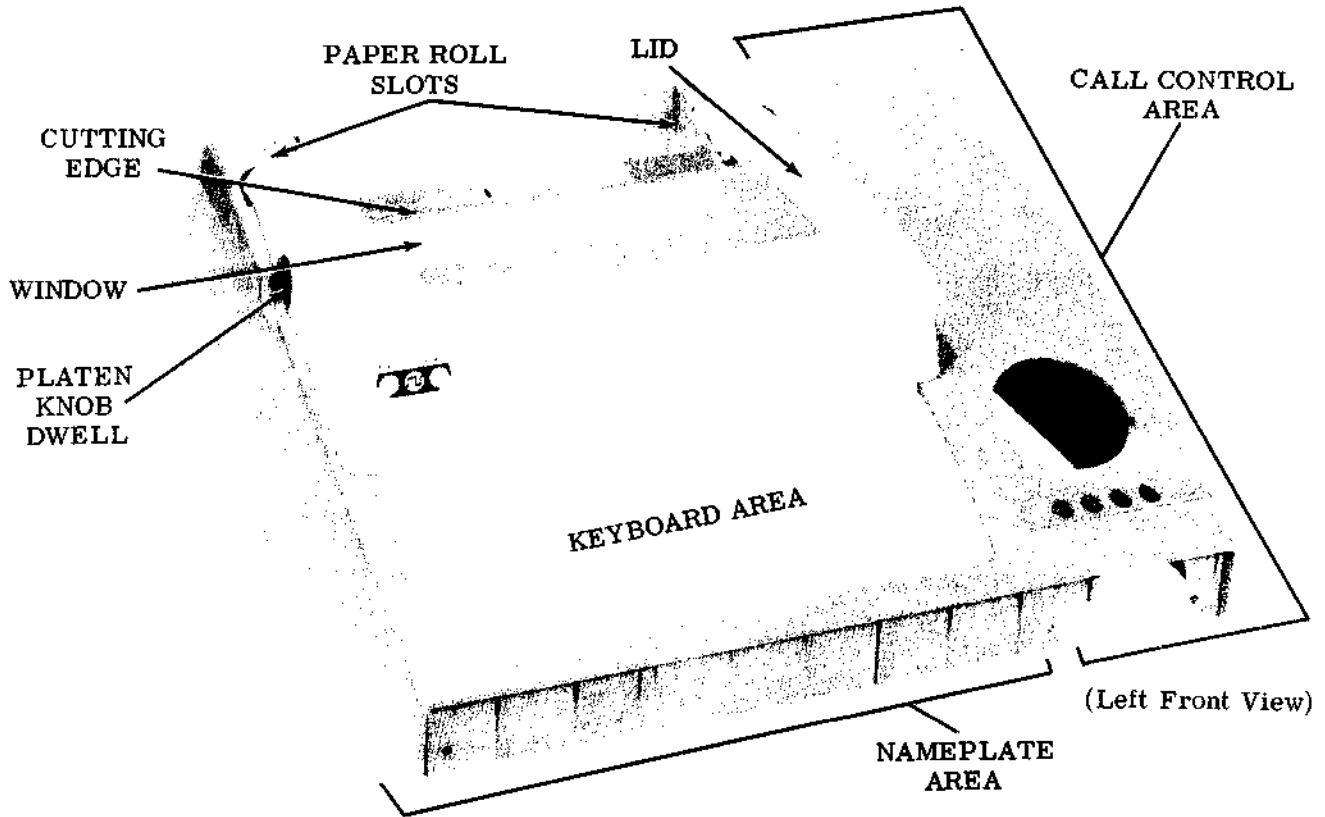 PAPER ROLL
SLOTS
LID
CALL CONTROL
AREA
CUTTING
EDGE
WINDOW
PLATEN
KNOB
DWELL
KEYBOARD AREA
(Left Front View)
NAMEPLATE
AREA